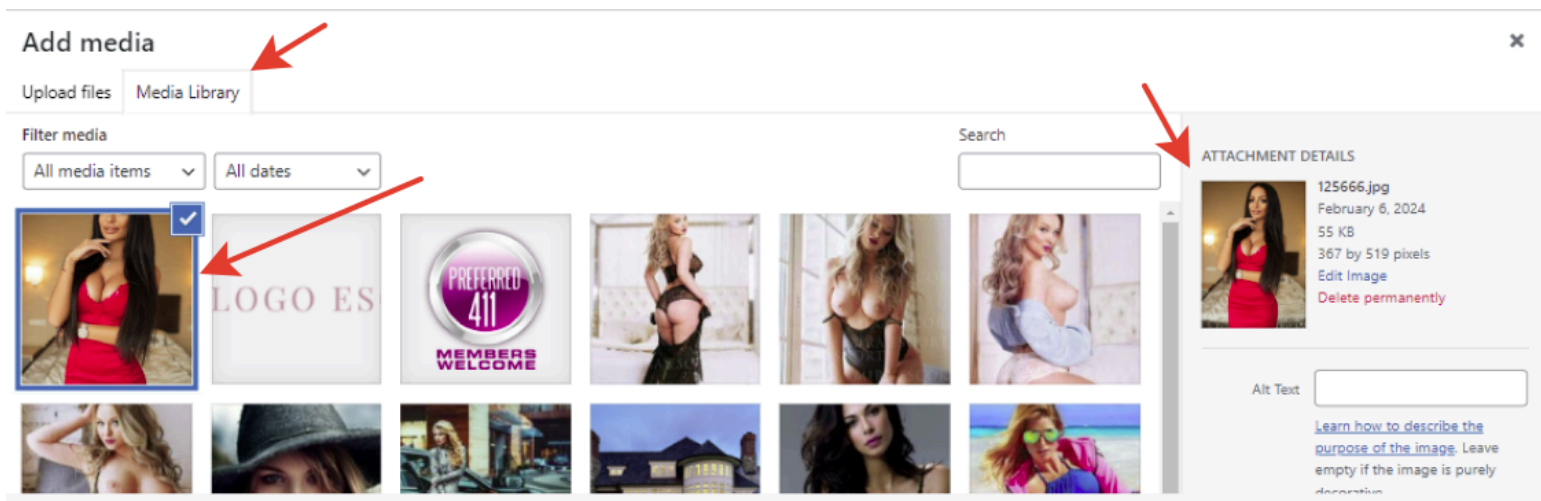 Add media
Upload files
Media Library
Filter media
All media items
All dates
Search
LOGO ES
PREFERRED
411
MEMBERS
WELCOME
ATTACHMENT DETAILS
125666.jpg
February 6, 2024
55 KB
367 by 519 pixels
Edit Image
Delete permanently
Alt Text
Learn how to describe the
purpose of the image. Leave
empty if the image is purely
decorative